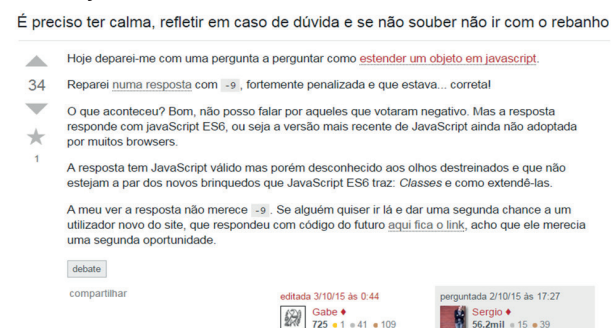 É preciso ter calma, refletir em caso de dúvida e se não souber não ir com o rebanho
Hoje deparei-me com uma pergunta a perguntar como estender um objeto em javascript.
34
Reparei numa resposta com -9 , fortemente penalizada e que estava... correta!
O que aconteceu? Bom, não posso falar por aqueles que votaram negativo. Mas a resposta
responde com javaScript ES6, ou seja a versão mais recente de JavaScript ainda não adoptada
por muitos browsers.
1
A resposta tem JavaScript válido mas porém desconhecido aos olhos destreinados e que não
estejam a par dos novos brinquedos que JavaScript ES6 traz: Classes e como extendê-las.
A meu ver a resposta não merece -9 . Se alguém quiser ir lá e dar uma segunda chance a um
utilizador novo do site, que respondeu com código do futuro aqui fica o link, acho que ele merecia
uma segunda oportunidade.
debate
compartilhar
editada 3/10/15 às 0:44
Gabe ♦
725 ● 1 ● 41 ● 109
perguntada 2/10/15 às 17:27
Sergio ♦
56,2mil ● 15 ● 39